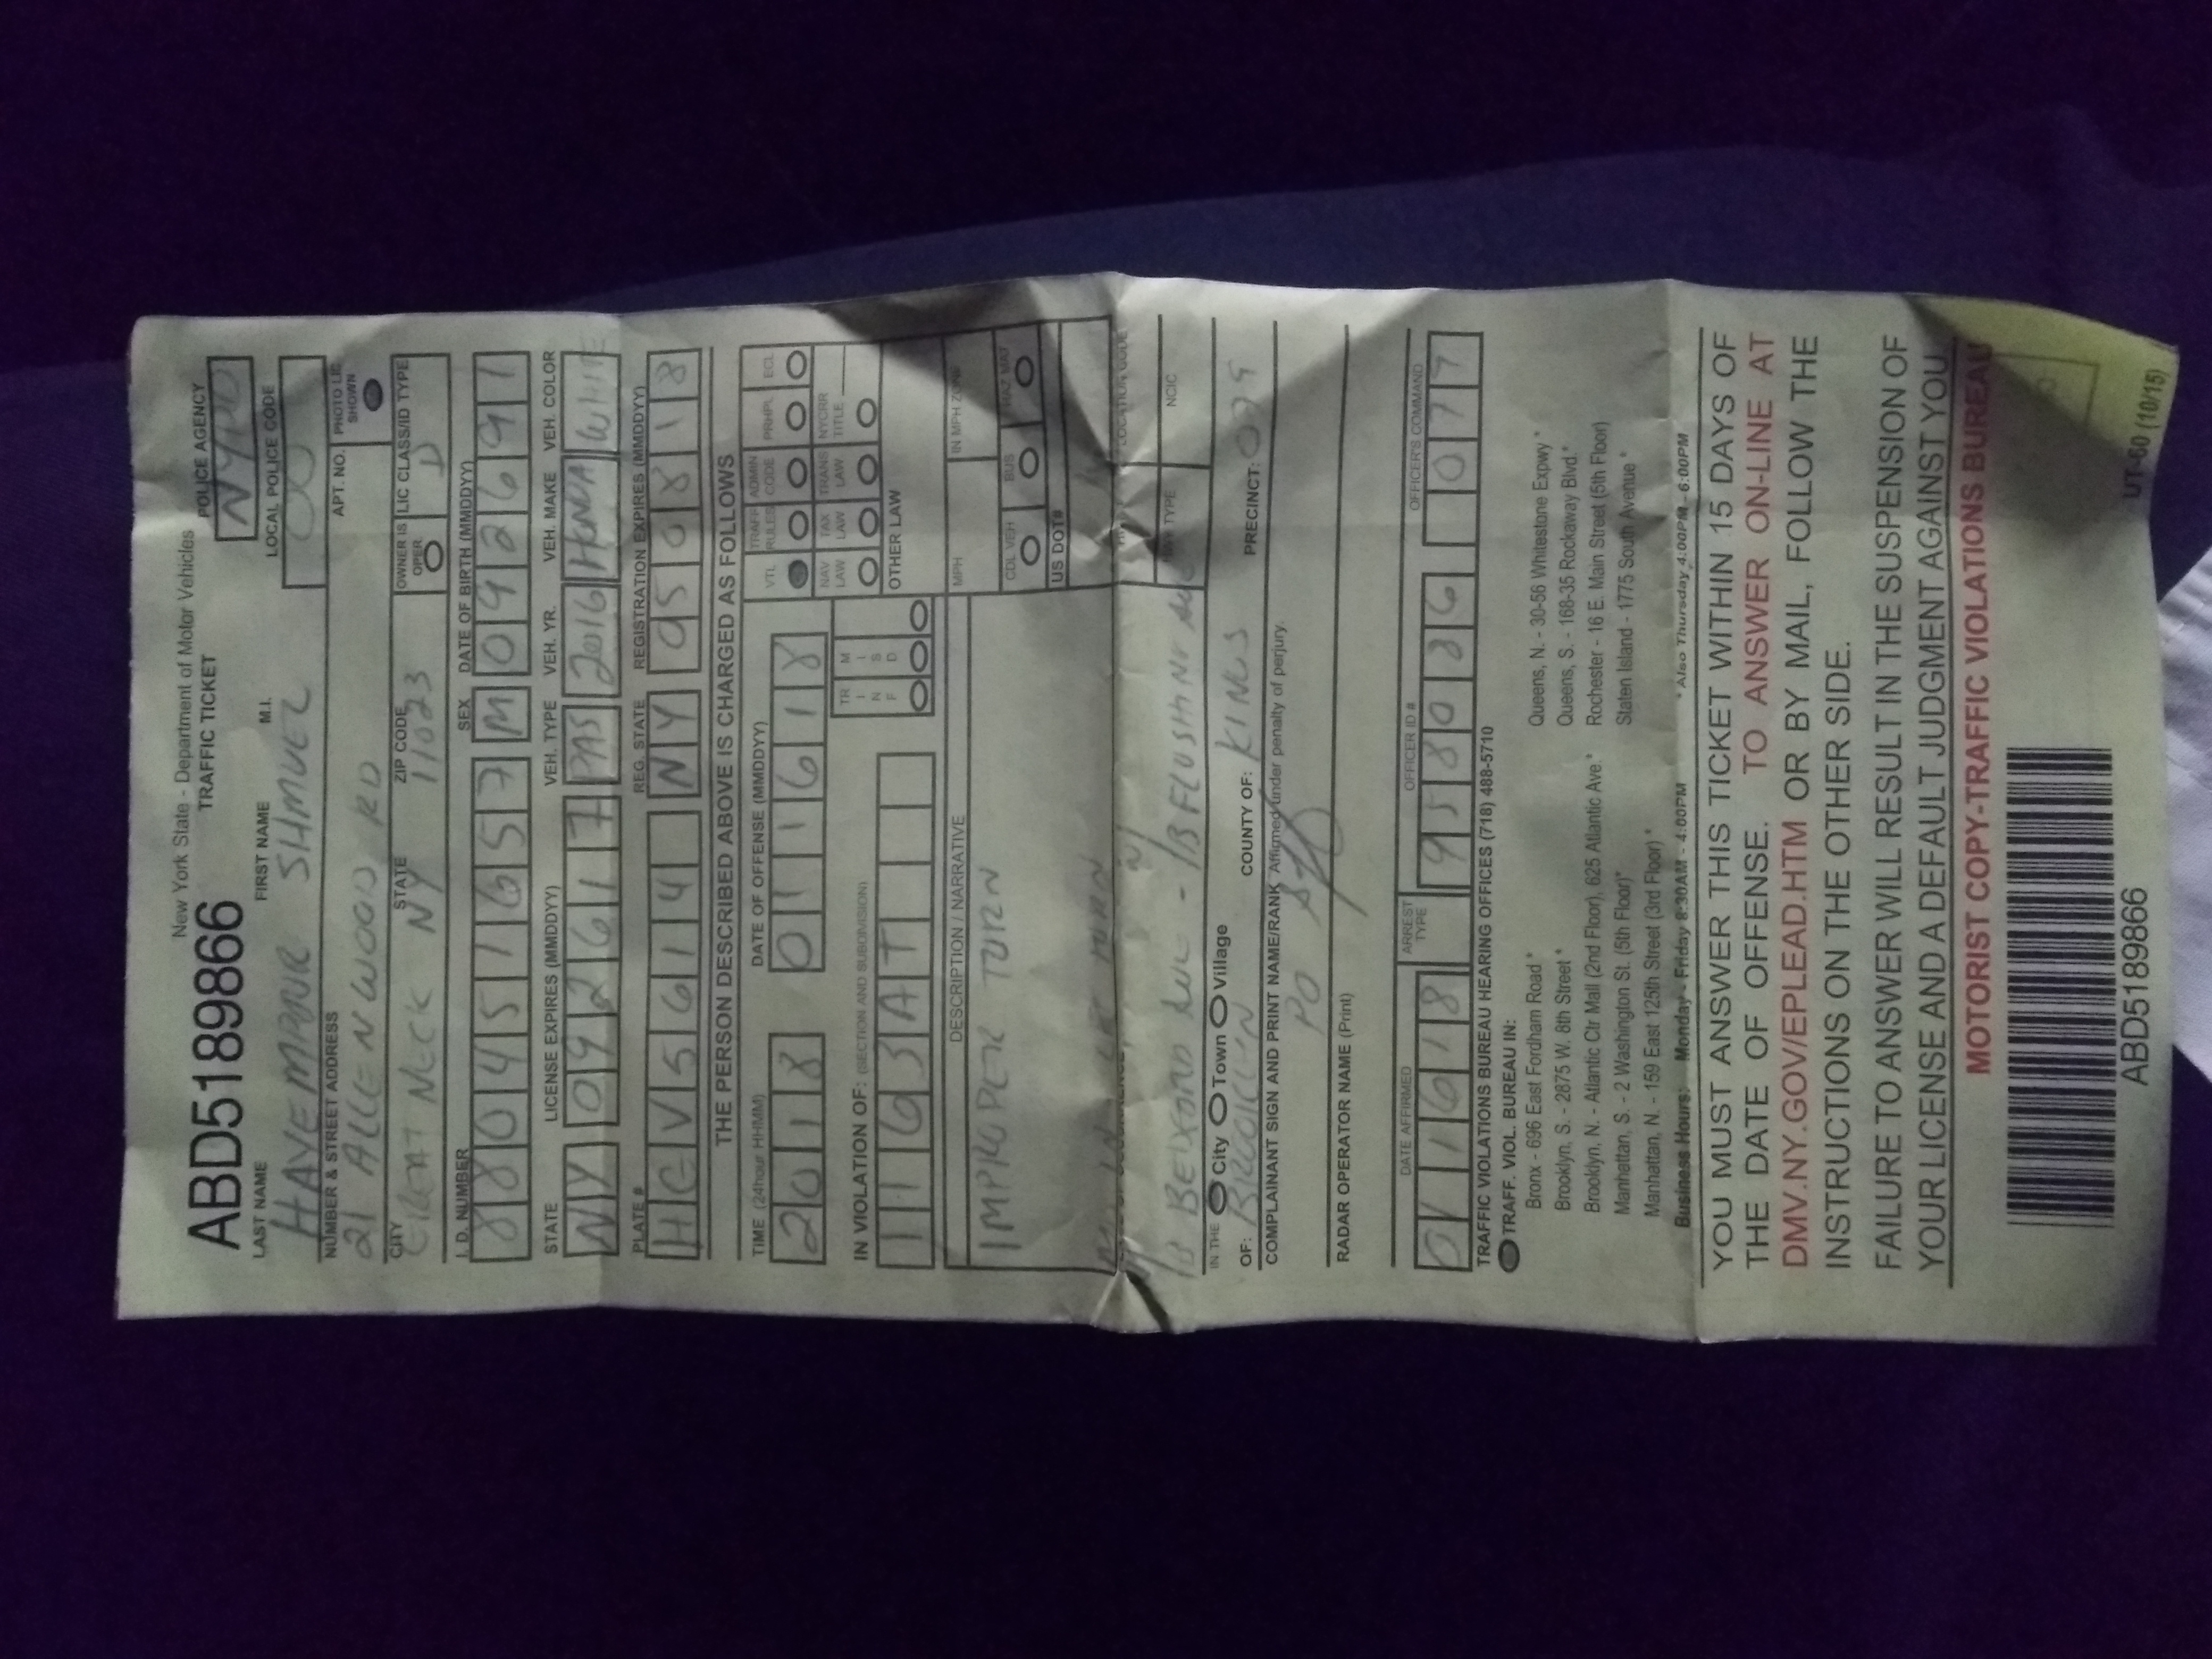 New York State - Department of Motor Vehicles
ABD5189866 TRAFFIC TICKET
POLICE AGENCY
NYPD
LAST NAME FIRST NAME M.I. LOCAL POLICE CODE
SHMUEL
NUMBER & STREET ADDRESS APT. NO. PHOTO LIC SHOWN
21 ALLENWOOD RD
CITY STATE ZIP CODE OWNER IS OPER LIC CLASS/ID TYPE
GREAT NECK NY 11023 D
I.D. NUMBER SEX DATE OF BIRTH (MMDDYY)
880451657 M 092691
STATE LICENSE EXPIRES (MMDDYY) VEH. TYPE VEH. YR. VEH. MAKE VEH. COLOR
NY 092617 PAS 2016 HONDA WHITE
PLATE # REG. STATE REGISTRATION EXPIRES (MMDDYY)
NY
THE PERSON DESCRIBED ABOVE IS CHARGED AS FOLLOWS
TIME (24hour HHMM) DATE OF OFFENSE (MMDDYY)
2018 011618
VTL TRAFF RULES ADMIN CODE PRHPL ECL
NAV LAW TAX LAW TRANS LAW NYCRR TITLE
IN VIOLATION OF: (SECTION AND SUBDIVISION) TR INF MISD OTHER LAW
DESCRIPTION / NARRATIVE MPH IN MPH ZONE
IMPROPER TURN
CDL VEH BUS HAZ MAT
US DOT#
NCIC
IN THE City Town Village
OF: BROOKLYN COUNTY OF: KINGS PRECINCT:
COMPLAINANT SIGN AND PRINT NAME/RANK Affirmed under penalty of perjury.
PO
RADAR OPERATOR NAME (Print)
DATE AFFIRMED ARREST TYPE OFFICER ID # OFFICER'S COMMAND
011618 077
TRAFFIC VIOLATIONS BUREAU HEARING OFFICES (718) 488-5710
TRAFF. VIOL. BUREAU IN:
Bronx - 696 East Fordham Road * Queens, N. - 30-56 Whitestone Expwy *
Brooklyn, S. - 2875 W. 8th Street * Queens, S. - 168-35 Rockaway Blvd.*
Brooklyn, N. - Atlantic Ctr Mall (2nd Floor), 625 Atlantic Ave.* Rochester - 16 E. Main Street (5th Floor)
Manhattan, S. - 2 Washington St. (5th Floor)* Staten Island - 1775 South Avenue *
Manhattan, N. - 159 East 125th Street (3rd Floor)*
Business Hours: Monday - Friday 8:30AM - 4:00PM * Also Thursday 4:00PM - 6:00PM
YOU MUST ANSWER THIS TICKET WITHIN 15 DAYS OF
THE DATE OF OFFENSE. TO ANSWER ON-LINE AT
DMV.NY.GOV/EPLEAD.HTM OR BY MAIL, FOLLOW THE
INSTRUCTIONS ON THE OTHER SIDE.
FAILURE TO ANSWER WILL RESULT IN THE SUSPENSION OF
YOUR LICENSE AND A DEFAULT JUDGMENT AGAINST YOU
MOTORIST COPY-TRAFFIC VIOLATIONS BUREAU
ABD5189866
UT-60 (10/15)